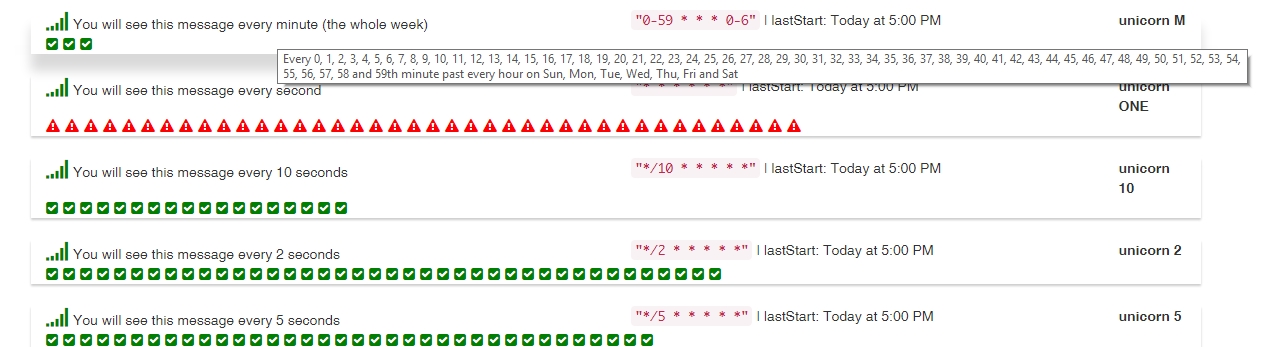 You will see this message every minute (the whole week) "0-59 * * * 0-6" | lastStart: Today at 5:00 PM unicorn M
Every 0, 1, 2, 3, 4, 5, 6, 7, 8, 9, 10, 11, 12, 13, 14, 15, 16, 17, 18, 19, 20, 21, 22, 23, 24, 25, 26, 27, 28, 29, 30, 31, 32, 33, 34, 35, 36, 37, 38, 39, 40, 41, 42, 43, 44, 45, 46, 47, 48, 49, 50, 51, 52, 53, 54,
55, 56, 57, 58 and 59th minute past every hour on Sun, Mon, Tue, Wed, Thu, Fri and Sat
You will see this message every second "* * * * * *" | lastStart: Today at 5:00 PM unicorn
ONE
You will see this message every 10 seconds "*/10 * * * * *" | lastStart: Today at 5:00 PM unicorn
10
You will see this message every 2 seconds "*/2 * * * * *" | lastStart: Today at 5:00 PM unicorn 2
You will see this message every 5 seconds "*/5 * * * * *" | lastStart: Today at 5:00 PM unicorn 5